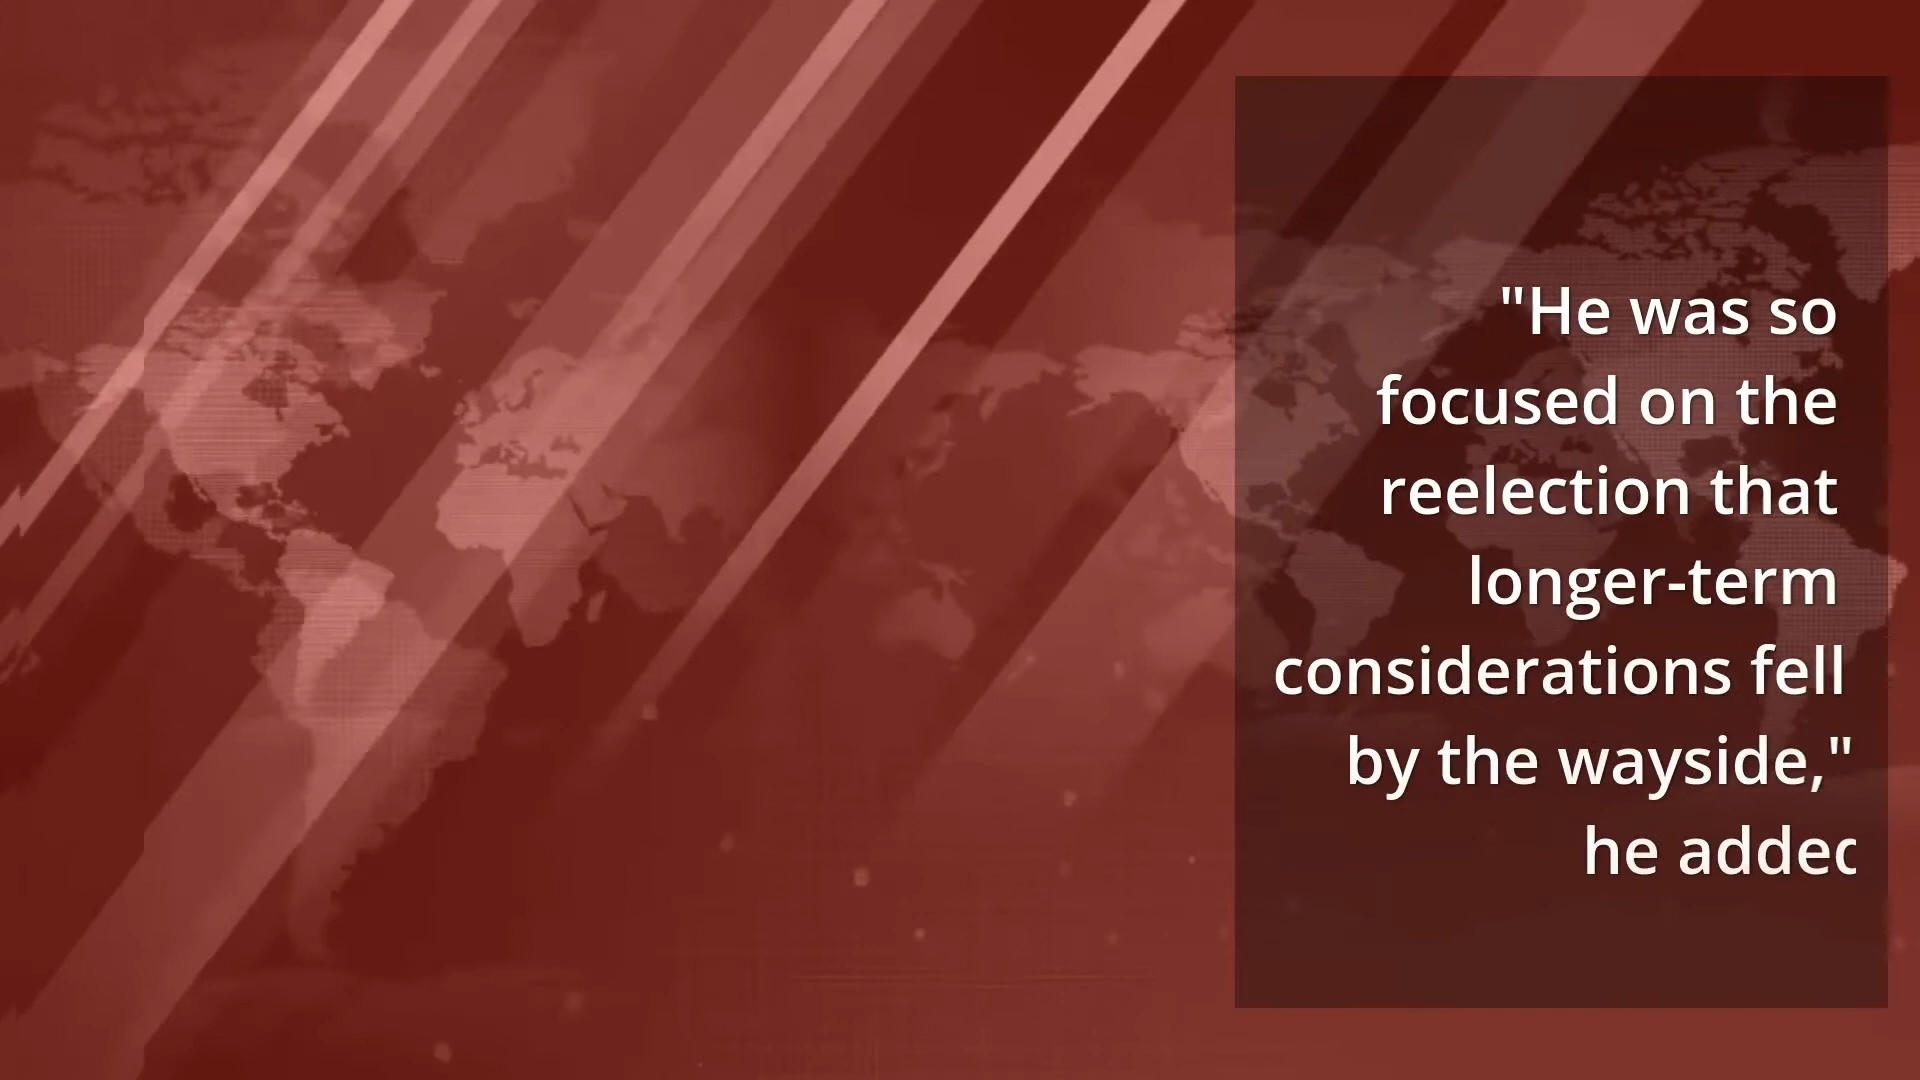 "He was so
focused on the
reelection that
longer-term
considerations fell
by the wayside,"
he added